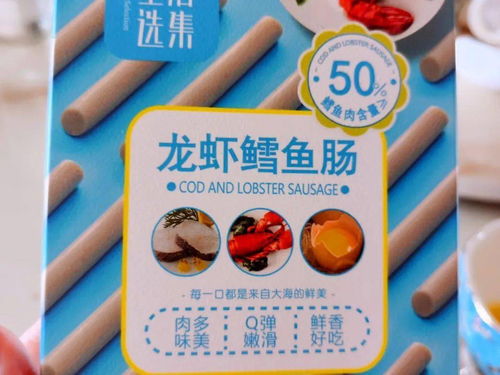 选集
Selection
COD AND LOBSTER SAUSAGE
50%
鳕鱼肉含量
龙虾鳕鱼肠
COD AND LOBSTER SAUSAGE
每一口都是来自大海的鲜美
肉多 Q弹 鲜香
味美 嫩滑 好吃